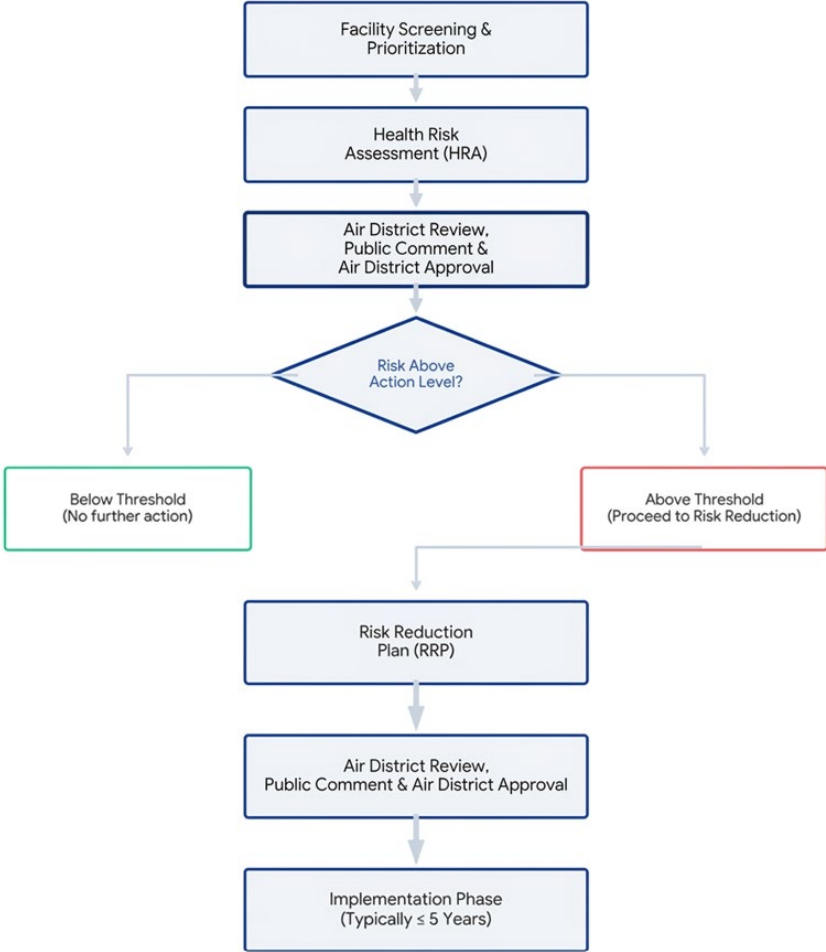 Facility Screening &
Prioritization
Health Risk
Assessment (HRA)
Air District Review,
Public Comment &
Air District Approval
Risk Above
Action Level?
Below Threshold
(No further action)
Above Threshold
(Proceed to Risk Reduction)
Risk Reduction
Plan (RRP)
Air District Review,
Public Comment & Air District Approval
Implementation Phase
(Typically ≤ 5 Years)